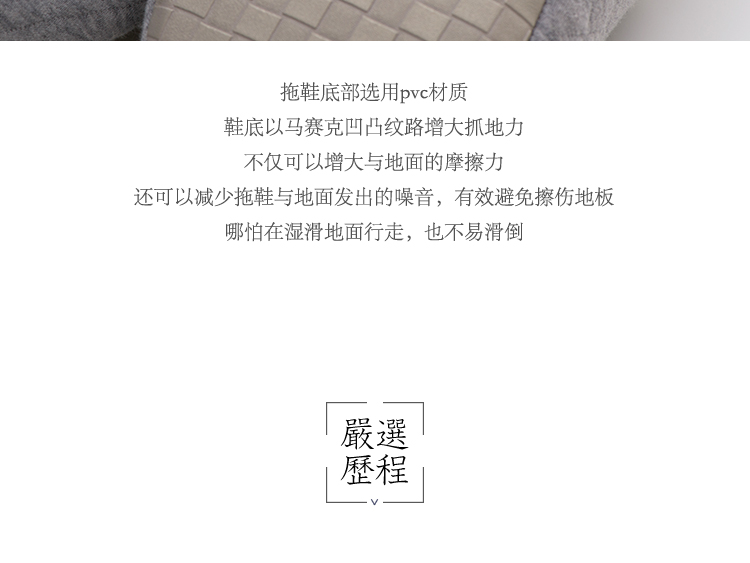 拖鞋底部选用pvc材质
鞋底以马赛克凹凸纹路增大抓地力
不仅可以增大与地面的摩擦力
还可以减少拖鞋与地面发出的噪音，有效避免擦伤地板
哪怕在湿滑地面行走，也不易滑倒
嚴選
歷程